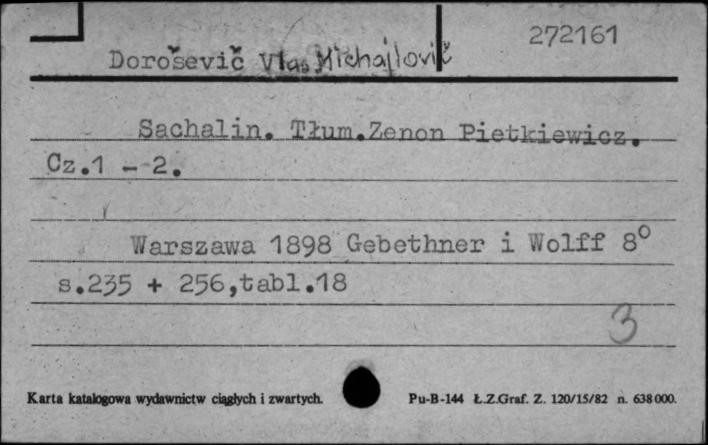 272161
Doroševič Vlas Michajlovič
Sachalin. Tłum.Zenon Pietkiewicz.
Cz.1 - 2.
Warszawa 1898 Gebethner i Wolff 8°
s.235 + 256,tabl.18
3
Karta katalogowa wydawnictw ciągłych i zwartych. Pu-B-144 Ł.Z.Graf. Z. 120/15/82 n. 638000.